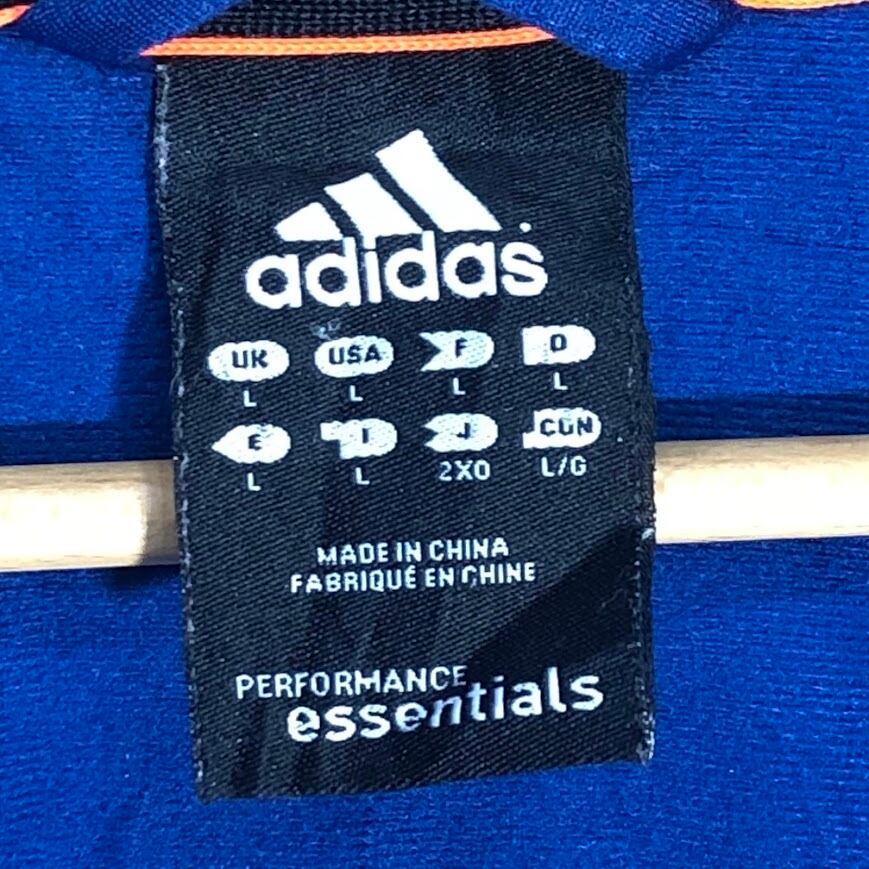 adidas
UK USA F D
L L L L
E I J CDN
L L 2XO L/G
MADE IN CHINA
FABRIQUÉ EN CHINE
PERFORMANCE
essentials